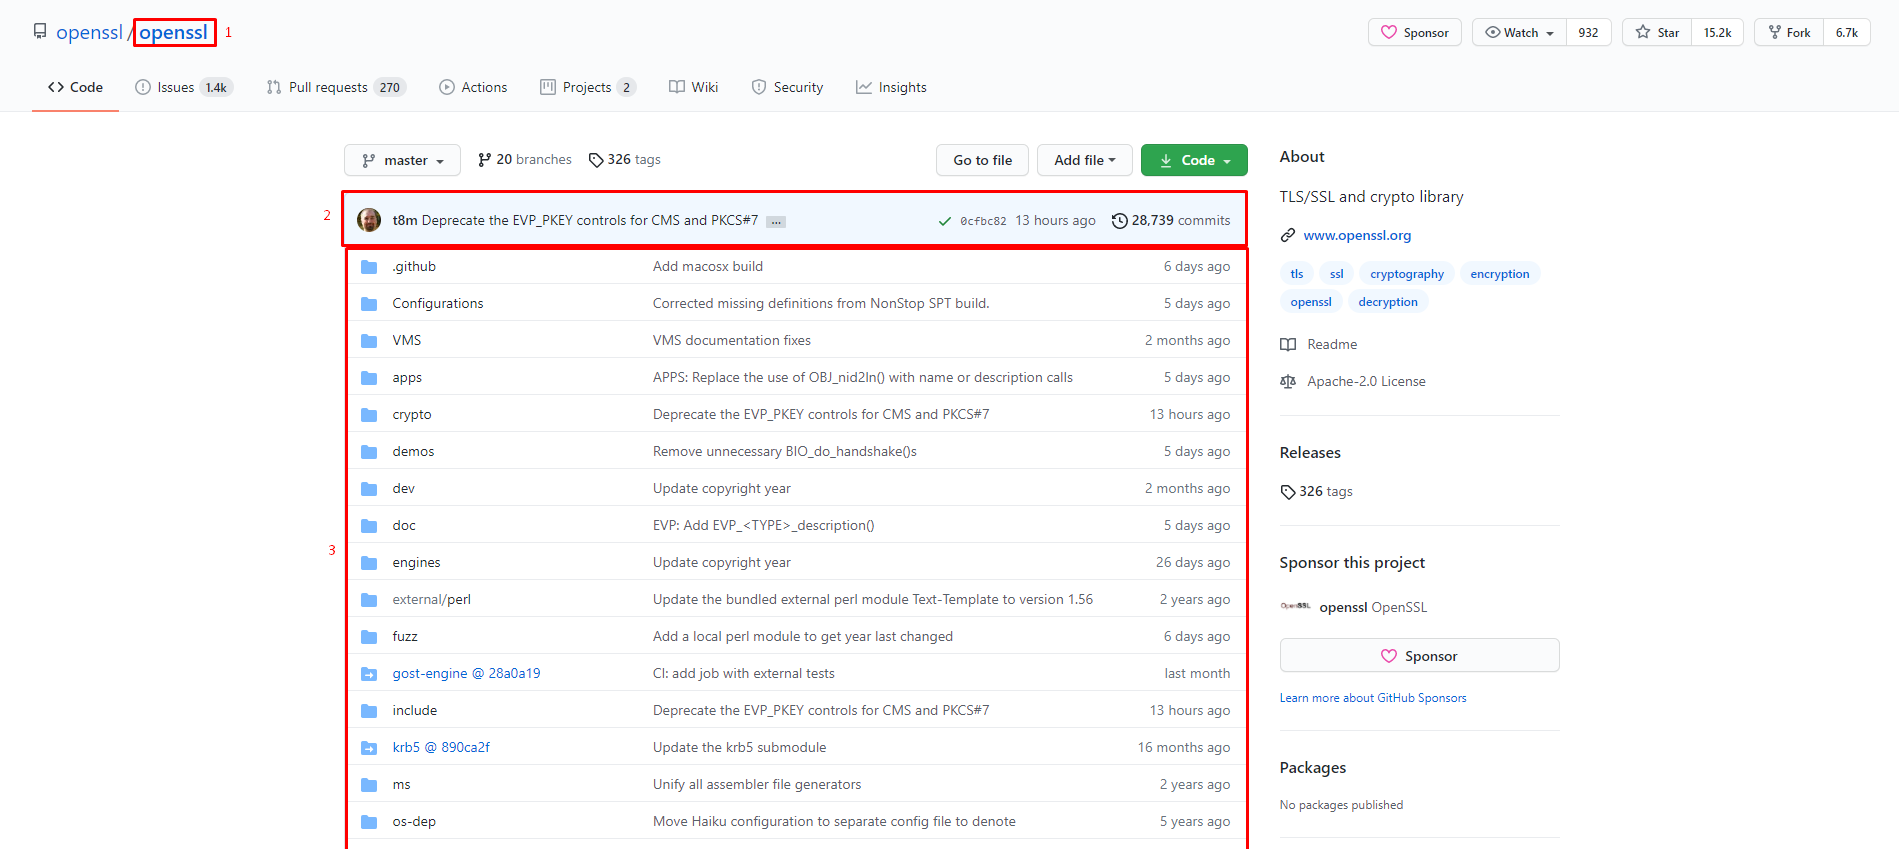 openssl / openssl 1
Sponsor Watch 932 Star 15.2k Fork 6.7k
Code Issues 1.4k Pull requests 270 Actions Projects 2 Wiki Security Insights
master 20 branches 326 tags Go to file Add file Code
2 t8m Deprecate the EVP_PKEY controls for CMS and PKCS#7 ... 0cfbc82 13 hours ago 28,739 commits
3
.github Add macosx build 6 days ago
Configurations Corrected missing definitions from NonStop SPT build. 5 days ago
VMS VMS documentation fixes 2 months ago
apps APPS: Replace the use of OBJ_nid2ln() with name or description calls 5 days ago
crypto Deprecate the EVP_PKEY controls for CMS and PKCS#7 13 hours ago
demos Remove unnecessary BIO_do_handshake()s 5 days ago
dev Update copyright year 2 months ago
doc EVP: Add EVP_<TYPE>_description() 5 days ago
engines Update copyright year 26 days ago
external/perl Update the bundled external perl module Text-Template to version 1.56 2 years ago
fuzz Add a local perl module to get year last changed 6 days ago
gost-engine @ 28a0a19 CI: add job with external tests last month
include Deprecate the EVP_PKEY controls for CMS and PKCS#7 13 hours ago
krb5 @ 890ca2f Update the krb5 submodule 16 months ago
ms Unify all assembler file generators 2 years ago
os-dep Move Haiku configuration to separate config file to denote 5 years ago
About
TLS/SSL and crypto library
www.openssl.org
tls ssl cryptography encryption
openssl decryption
Readme
Apache-2.0 License
Releases
326 tags
Sponsor this project
OpenSSL openssl OpenSSL
Sponsor
Learn more about GitHub Sponsors
Packages
No packages published